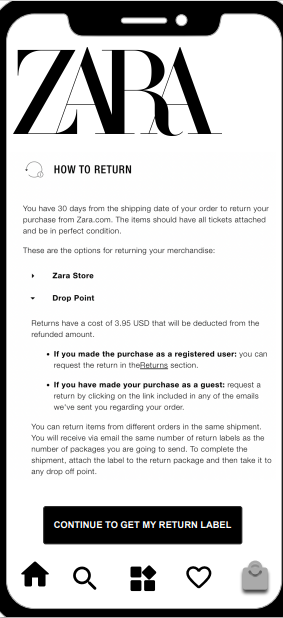 ZARA
HOW TO RETURN
You have 30 days from the shipping date of your order to return your
purchase from Zara.com. The items should have all tickets attached
and be in perfect condition.
These are the options for returning your merchandise:
Zara Store
Drop Point
Returns have a cost of 3.95 USD that will be deducted from the
refunded amount.
• If you made the purchase as a registered user: you can
request the return in theReturns section.
• If you have made your purchase as a guest: request a
return by clicking on the link included in any of the emails
we've sent you regarding your order.
You can return items from different orders in the same shipment.
You will receive via email the same number of return labels as the
number of packages you are going to send. To complete the
shipment, attach the label to the return package and then take it to
any drop off point.
CONTINUE TO GET MY RETURN LABEL